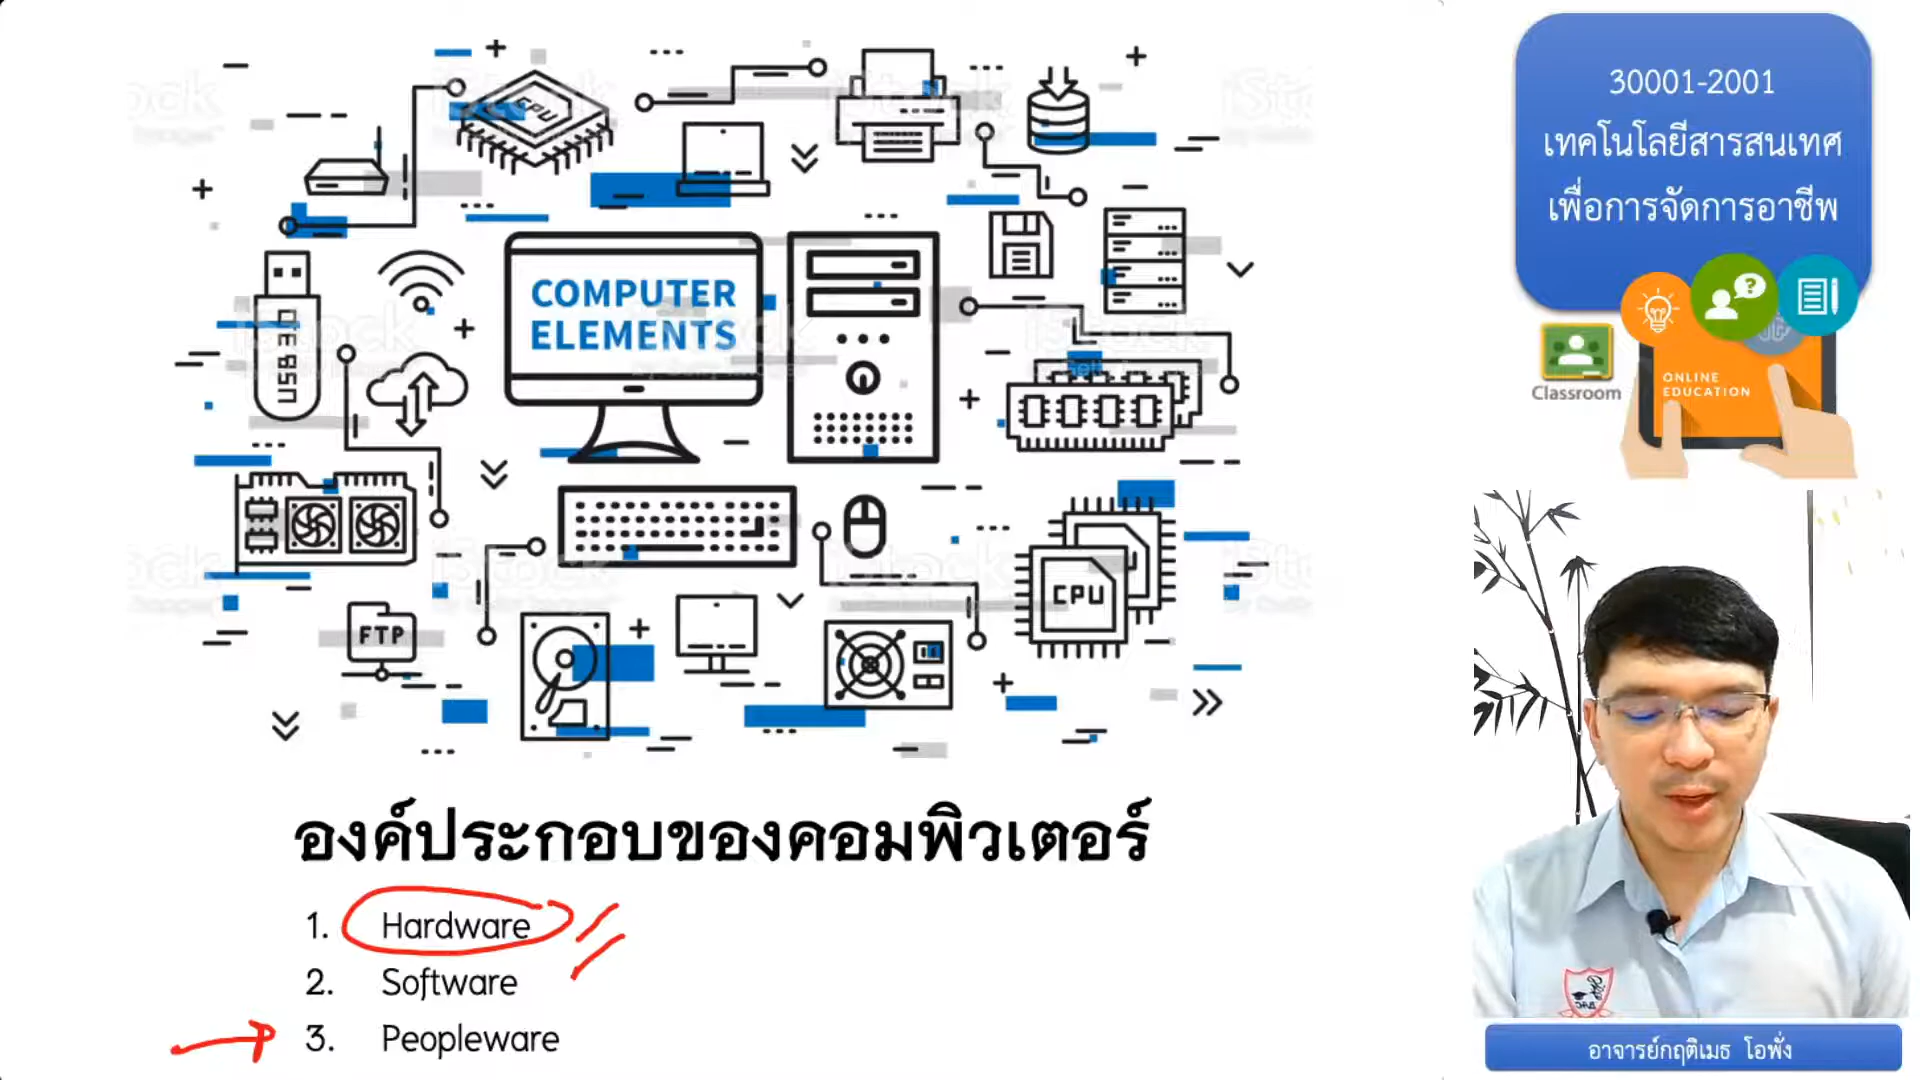 CPU
COMPUTER
ELEMENTS
USB 3.0
FTP
CPU
iStock
องค์ประกอบของคอมพิวเตอร์
1. Hardware
2. Software
3. Peopleware
30001-2001
เทคโนโลยีสารสนเทศ
เพื่อการจัดการอาชีพ
Classroom
ONLINE
EDUCATION
อาจารย์กฤติเมธ โอพั่ง